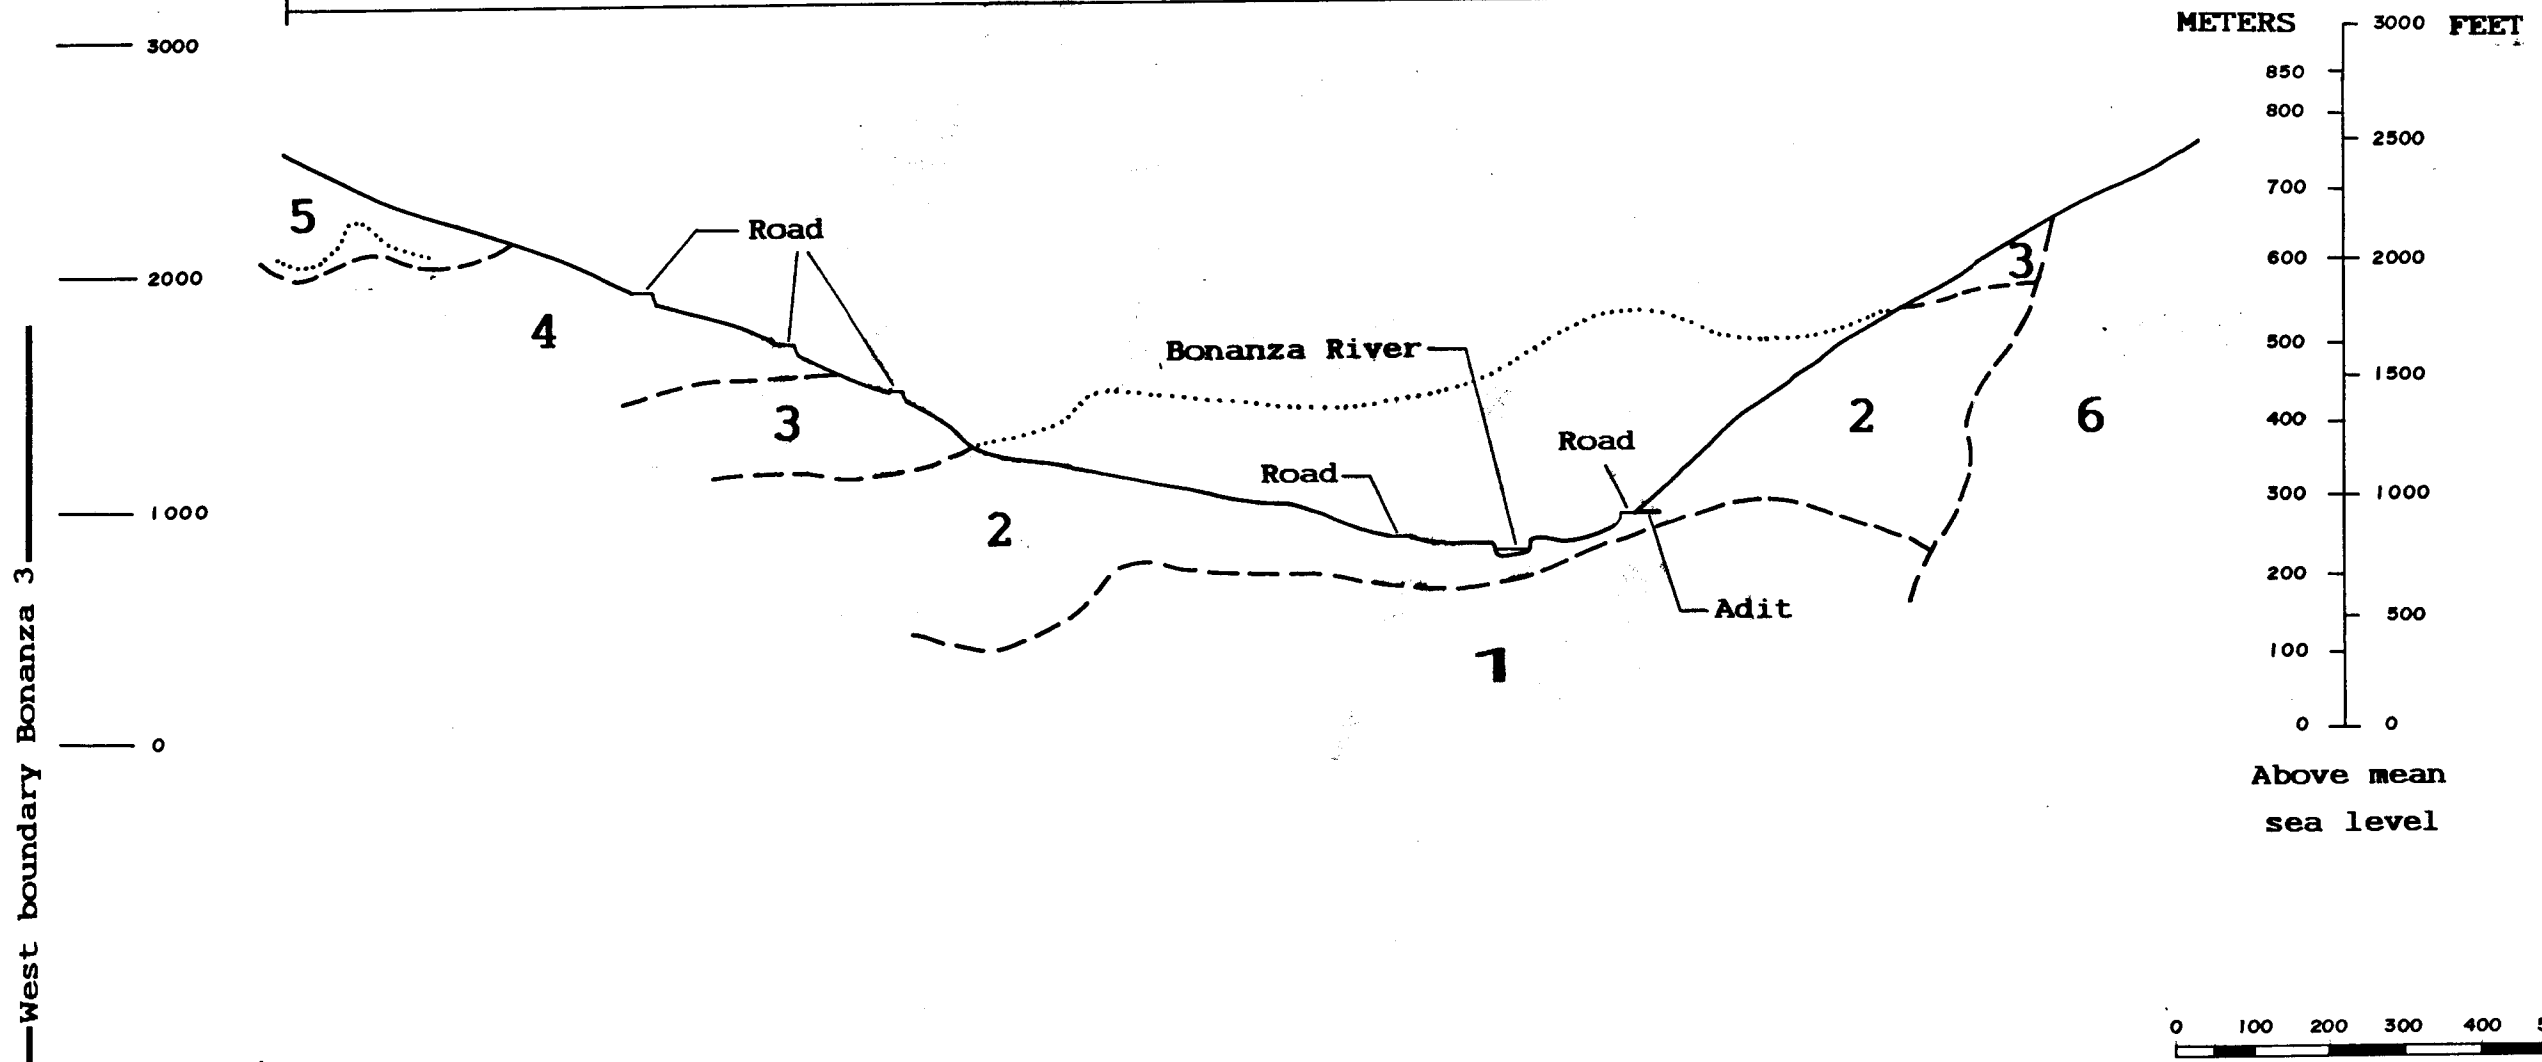 METERS 3000 FEET
3000
850
800
2500
700
5
Road
2000
600 2000
3
4
500
Bonanza River
1500
3
400
2
6
Road
Road
300 1000
1000
2
200
Adit
500
100
1
0 0
0
West boundary Bonanza 3
Above mean
sea level
0 100 200 300 400